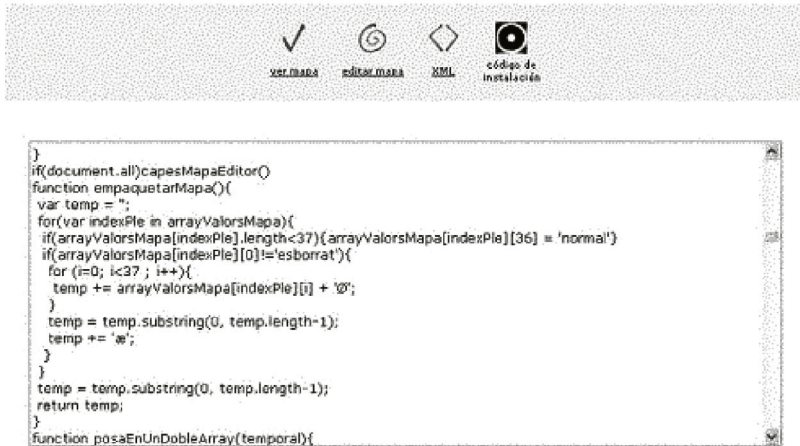 ver mapa
editar mapa
XML
código de
instalación
}
if(document.all)capesMapaEditor()
function empaquetarMapa(){
var temp = '';
for(var indexPle in arrayValorsMapa){
if(arrayValorsMapa[indexPle].length<37){arrayValorsMapa[indexPle][36] = 'normal'}
if(arrayValorsMapa[indexPle][0]!='esborrat'){
for (i=0; i<37 ; i++){
temp += arrayValorsMapa[indexPle][i] + 'Ø';
}
temp = temp.substring(0, temp.length-1);
temp += 'æ';
}
}
temp = temp.substring(0, temp.length-1);
return temp;
}
function posaEnUnDobleArray(temporal){